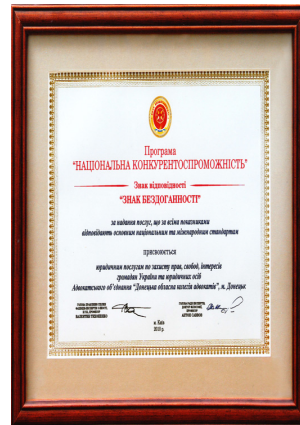 Програма
"НАЦІОНАЛЬНА КОНКУРЕНТОСПРОМОЖНІСТЬ"
Знак відповідності
"ЗНАК БЕЗДОГАННОСТІ"
за надання послуг, що за всіма показниками
відповідають основним національним та міжнародним стандартам
присвоюється
юридичним послугам по захисту прав, свобод, інтересів
громадян України та юридичних осіб
Адвокатського об'єднання "Донецька обласна колегія адвокатів", м. Донецьк
м. Київ
2010 р.